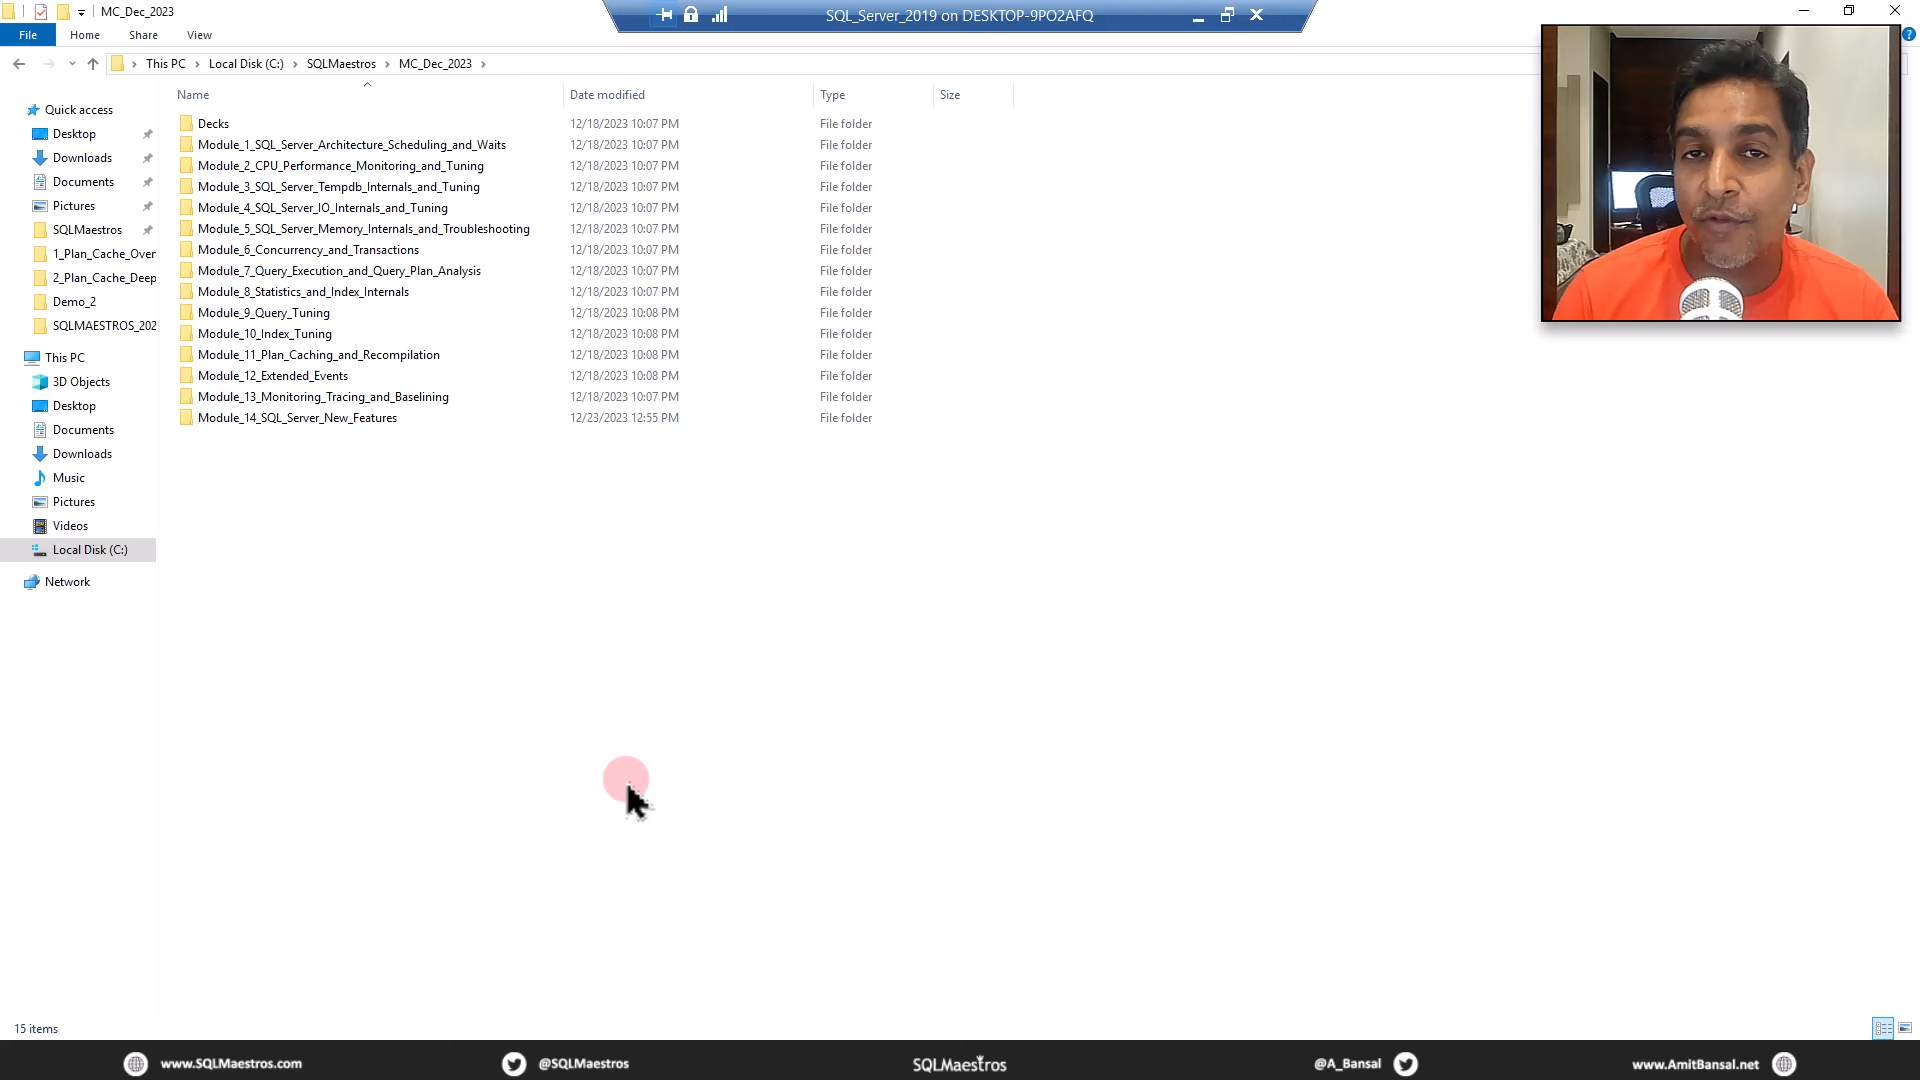 MC_Dec_2023
SQL_Server_2019 on DESKTOP-9PO2AFQ
File Home Share View
This PC Local Disk (C:) SQLMaestros MC_Dec_2023
Name Date modified Type Size
Quick access
Desktop
Downloads
Documents
Pictures
SQLMaestros
1_Plan_Cache_Over
2_Plan_Cache_Deep
Demo_2
SQLMAESTROS_202
This PC
3D Objects
Desktop
Documents
Downloads
Music
Pictures
Videos
Local Disk (C:)
Network
Decks 12/18/2023 10:07 PM File folder
Module_1_SQL_Server_Architecture_Scheduling_and_Waits 12/18/2023 10:07 PM File folder
Module_2_CPU_Performance_Monitoring_and_Tuning 12/18/2023 10:07 PM File folder
Module_3_SQL_Server_Tempdb_Internals_and_Tuning 12/18/2023 10:07 PM File folder
Module_4_SQL_Server_IO_Internals_and_Tuning 12/18/2023 10:07 PM File folder
Module_5_SQL_Server_Memory_Internals_and_Troubleshooting 12/18/2023 10:07 PM File folder
Module_6_Concurrency_and_Transactions 12/18/2023 10:07 PM File folder
Module_7_Query_Execution_and_Query_Plan_Analysis 12/18/2023 10:07 PM File folder
Module_8_Statistics_and_Index_Internals 12/18/2023 10:07 PM File folder
Module_9_Query_Tuning 12/18/2023 10:08 PM File folder
Module_10_Index_Tuning 12/18/2023 10:08 PM File folder
Module_11_Plan_Caching_and_Recompilation 12/18/2023 10:08 PM File folder
Module_12_Extended_Events 12/18/2023 10:08 PM File folder
Module_13_Monitoring_Tracing_and_Baselining 12/18/2023 10:07 PM File folder
Module_14_SQL_Server_New_Features 12/23/2023 12:55 PM File folder
15 items
www.SQLMaestros.com @SQLMaestros SQLMaestros @A_Bansal www.AmitBansal.net